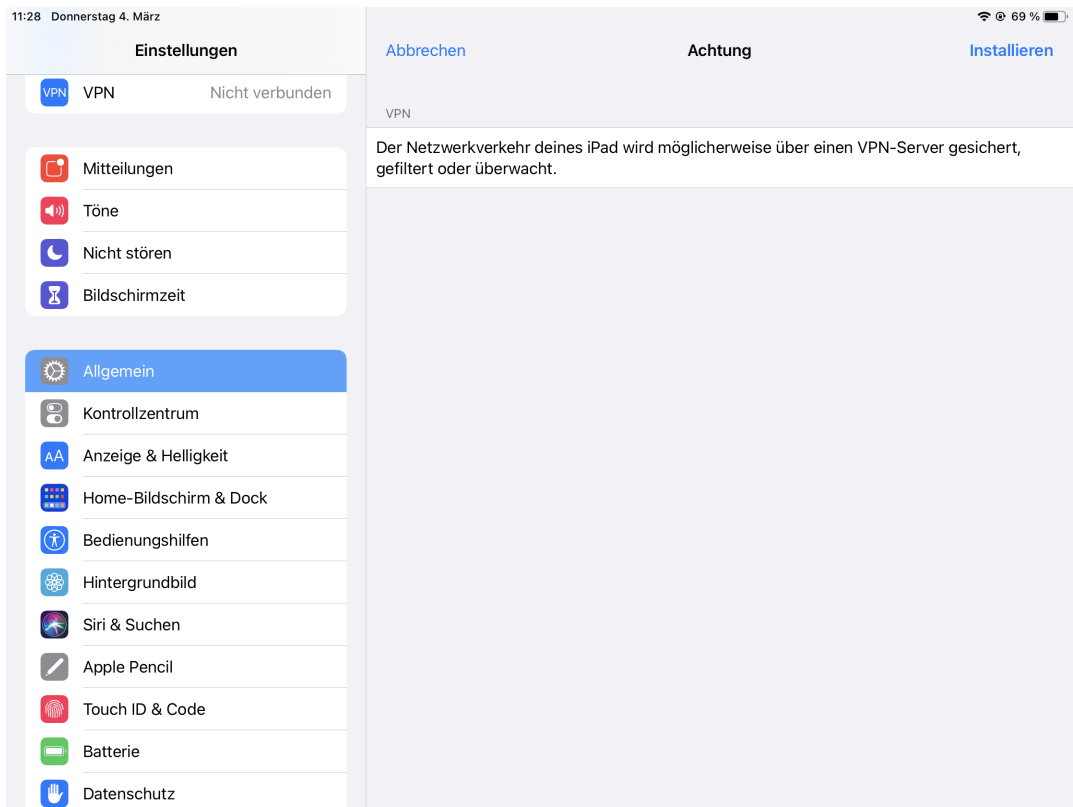 11:28 Donnerstag 4. März
69 %
Einstellungen
VPN VPN Nicht verbunden
Mitteilungen
Töne
Nicht stören
Bildschirmzeit
Allgemein
Kontrollzentrum
AA Anzeige & Helligkeit
Home-Bildschirm & Dock
Bedienungshilfen
Hintergrundbild
Siri & Suchen
Apple Pencil
Touch ID & Code
Batterie
Datenschutz
Abbrechen Achtung Installieren
VPN
Der Netzwerkverkehr deines iPad wird möglicherweise über einen VPN-Server gesichert,
gefiltert oder überwacht.